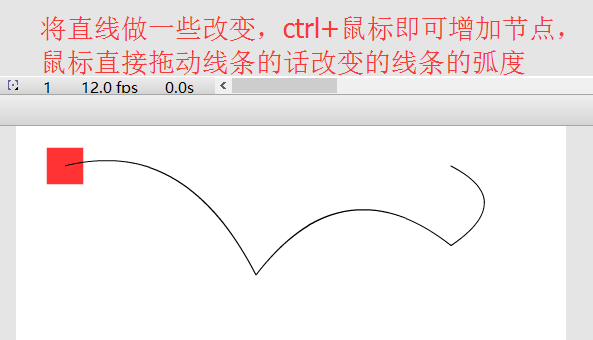 将直线做一些改变，ctrl+鼠标即可增加节点，
鼠标直接拖动线条的话改变的线条的弧度
1 12.0 fps 0.0s